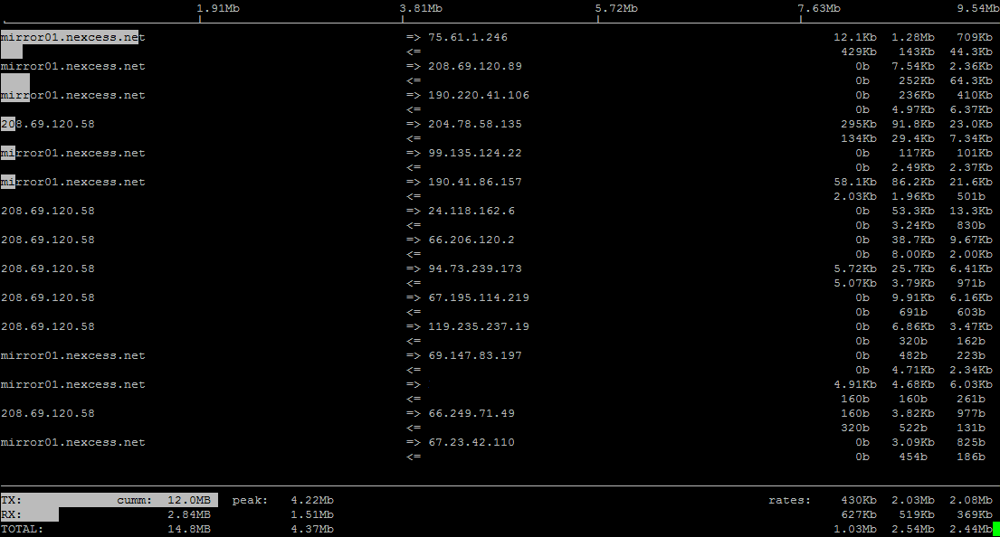 1.91Mb 3.81Mb 5.72Mb 7.63Mb 9.54Mb
mirror01.nexcess.net => 75.61.1.246 12.1Kb 1.28Mb 709Kb
<= 429Kb 143Kb 44.3Kb
mirror01.nexcess.net => 208.69.120.89 0b 7.54Kb 2.36Kb
<= 0b 252Kb 64.3Kb
mirror01.nexcess.net => 190.220.41.106 0b 236Kb 410Kb
<= 0b 4.97Kb 6.37Kb
208.69.120.58 => 204.78.58.135 295Kb 91.8Kb 23.0Kb
<= 134Kb 29.4Kb 7.34Kb
mirror01.nexcess.net => 99.135.124.22 0b 117Kb 101Kb
<= 0b 2.49Kb 2.37Kb
mirror01.nexcess.net => 190.41.86.157 58.1Kb 86.2Kb 21.6Kb
<= 2.03Kb 1.96Kb 501b
208.69.120.58 => 24.118.162.6 0b 53.3Kb 13.3Kb
<= 0b 3.24Kb 830b
208.69.120.58 => 66.206.120.2 0b 38.7Kb 9.67Kb
<= 0b 8.00Kb 2.00Kb
208.69.120.58 => 94.73.239.173 5.72Kb 25.7Kb 6.41Kb
<= 5.07Kb 3.79Kb 971b
208.69.120.58 => 67.195.114.219 0b 9.91Kb 6.16Kb
<= 0b 691b 603b
208.69.120.58 => 119.235.237.19 0b 6.86Kb 3.47Kb
<= 0b 320b 162b
mirror01.nexcess.net => 69.147.83.197 0b 482b 223b
<= 0b 4.71Kb 2.34Kb
mirror01.nexcess.net => 4.91Kb 4.68Kb 6.03Kb
<= 160b 160b 261b
208.69.120.58 => 66.249.71.49 160b 3.82Kb 977b
<= 320b 522b 131b
mirror01.nexcess.net => 67.23.42.110 0b 3.09Kb 825b
<= 0b 454b 186b
TX: cumm: 12.0MB peak: 4.22Mb rates: 430Kb 2.03Mb 2.08Mb
RX: 2.84MB 1.51Mb 627Kb 519Kb 369Kb
TOTAL: 14.8MB 4.37Mb 1.03Mb 2.54Mb 2.44Mb